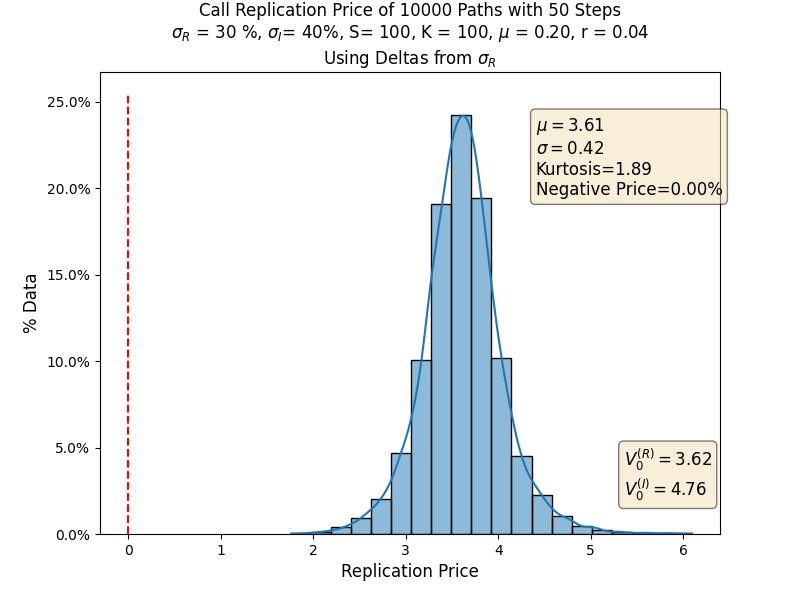 Call Replication Price of 10000 Paths with 50 Steps
σ_R = 30 %, σ_I= 40%, S= 100, K = 100, μ = 0.20, r = 0.04
Using Deltas from σ_R
25.0%
20.0%
15.0%
10.0%
5.0%
0.0%
% Data
μ = 3.61
σ = 0.42
Kurtosis=1.89
Negative Price=0.00%
V_0^(R) = 3.62
V_0^(I) = 4.76
0 1 2 3 4 5 6
Replication Price